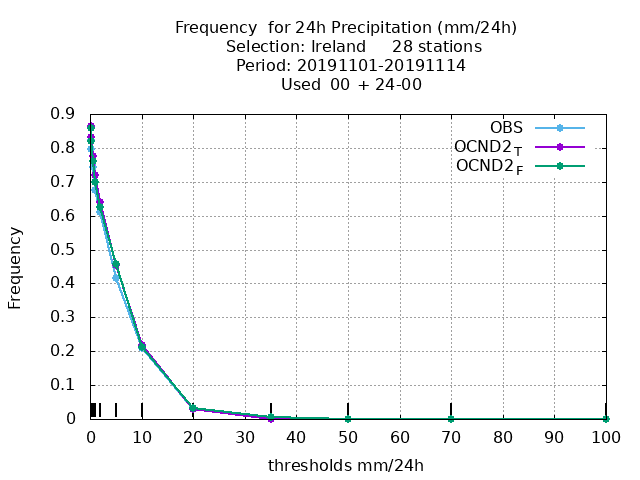 Frequency  for 24h Precipitation (mm/24h)
Selection: Ireland     28 stations
Period: 20191101-20191114
Used  00 + 24-00
OBS
OCND2T
OCND2F
Frequency
0.9
0.8
0.7
0.6
0.5
0.4
0.3
0.2
0.1
0
0 10 20 30 40 50 60 70 80 90 100
thresholds mm/24h